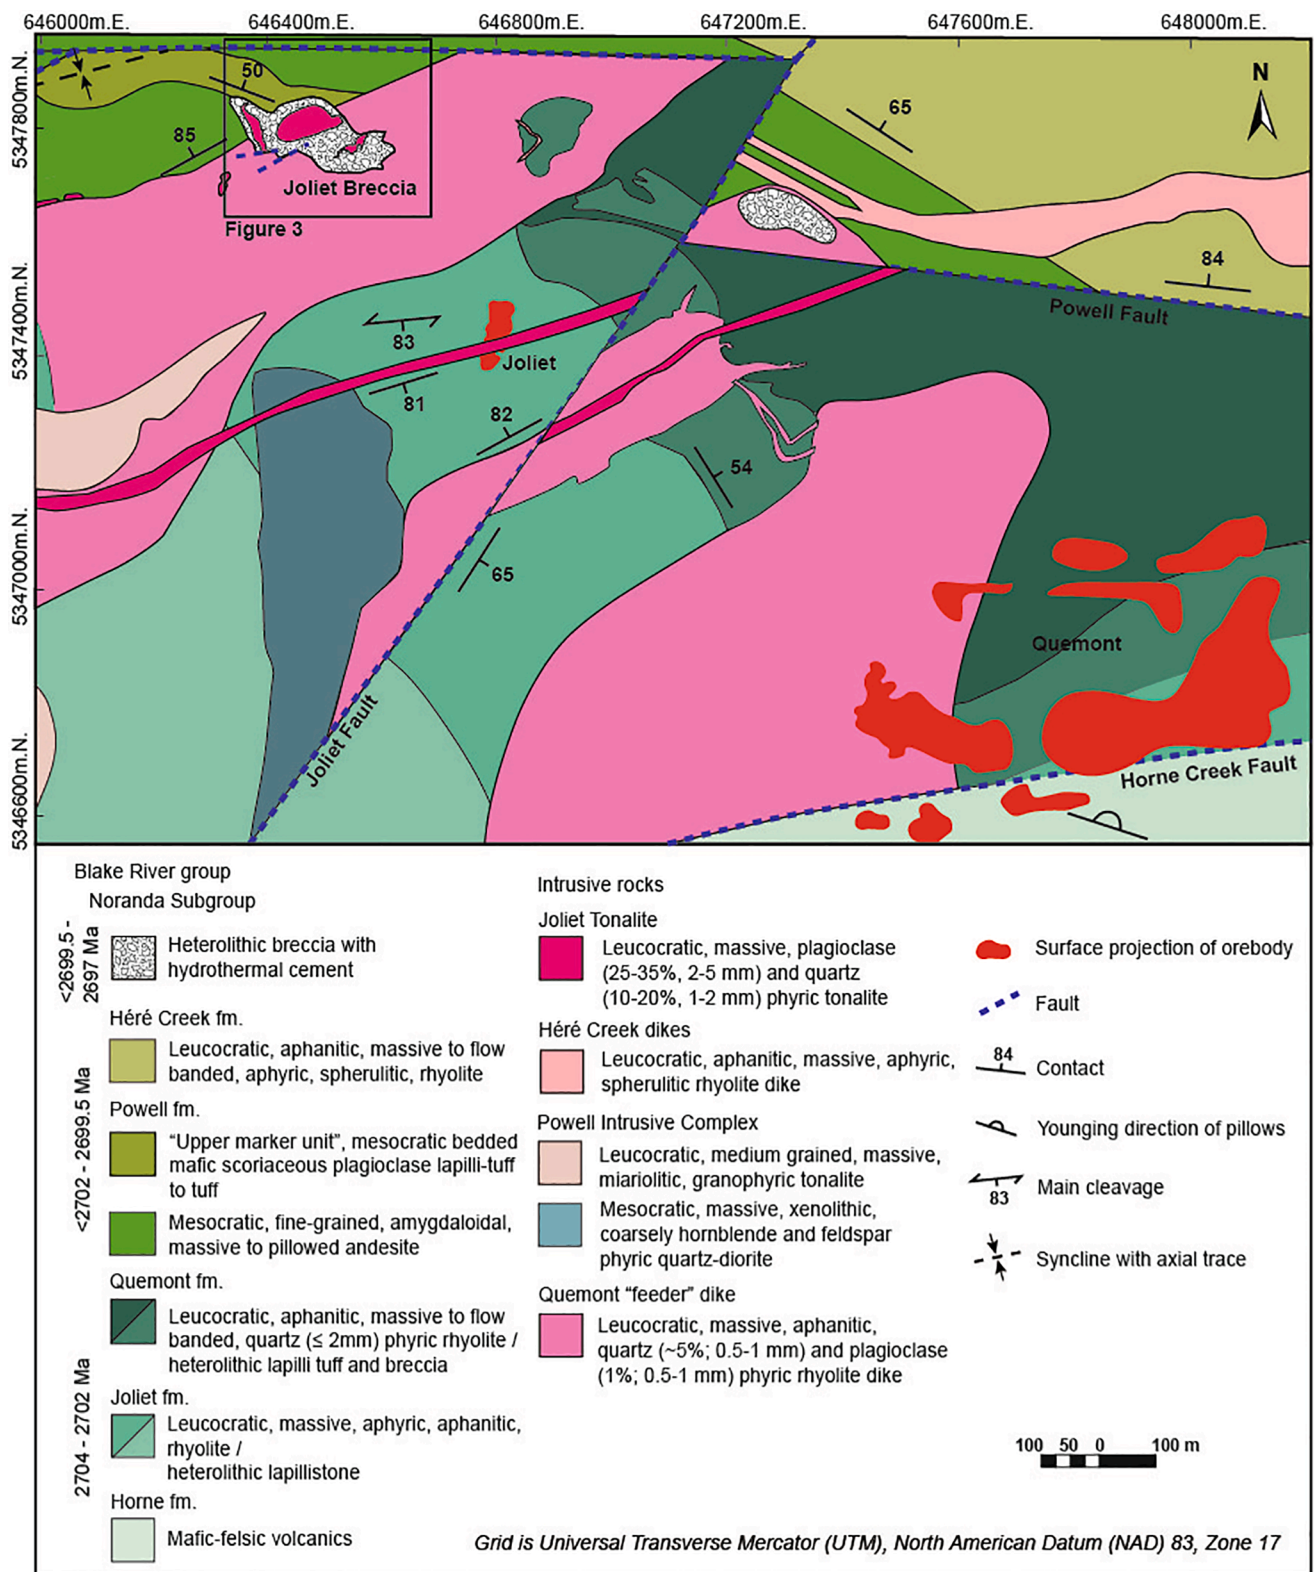 646000m.E. 646400m.E. 646800m.E. 647200m.E. 647600m.E. 648000m.E.
5347800m.N.
5347400m.N.
5347000m.N.
5346600m.N.
50
85
65
N
Joliet Breccia
Figure 3
84
Powell Fault
83
Joliet
81
82
54
65
Quemont
Joliet Fault
Horne Creek Fault
Blake River group
Noranda Subgroup
<2699.5 -
2697 Ma
Heterolithic breccia with
hydrothermal cement
<2702 - 2699.5 Ma
Héré Creek fm.
Leucocratic, aphanitic, massive to flow
banded, aphyric, spherulitic, rhyolite
Powell fm.
“Upper marker unit”, mesocratic bedded
mafic scoriaceous plagioclase lapilli-tuff
to tuff
Mesocratic, fine-grained, amygdaloidal,
massive to pillowed andesite
2704 - 2702 Ma
Quemont fm.
Leucocratic, aphanitic, massive to flow
banded, quartz (≤ 2mm) phyric rhyolite /
heterolithic lapilli tuff and breccia
Joliet fm.
Leucocratic, massive, aphyric, aphanitic,
rhyolite /
heterolithic lapillistone
Horne fm.
Mafic-felsic volcanics
Intrusive rocks
Joliet Tonalite
Leucocratic, massive, plagioclase
(25-35%, 2-5 mm) and quartz
(10-20%, 1-2 mm) phyric tonalite
Héré Creek dikes
Leucocratic, aphanitic, massive, aphyric,
spherulitic rhyolite dike
Powell Intrusive Complex
Leucocratic, medium grained, massive,
miariolitic, granophyric tonalite
Mesocratic, massive, xenolithic,
coarsely hornblende and feldspar
phyric quartz-diorite
Quemont “feeder” dike
Leucocratic, massive, aphanitic,
quartz (~5%; 0.5-1 mm) and plagioclase
(1%; 0.5-1 mm) phyric rhyolite dike
Surface projection of orebody
Fault
84
Contact
Younging direction of pillows
Main cleavage
83
Syncline with axial trace
100 50 0 100 m
Grid is Universal Transverse Mercator (UTM), North American Datum (NAD) 83, Zone 17